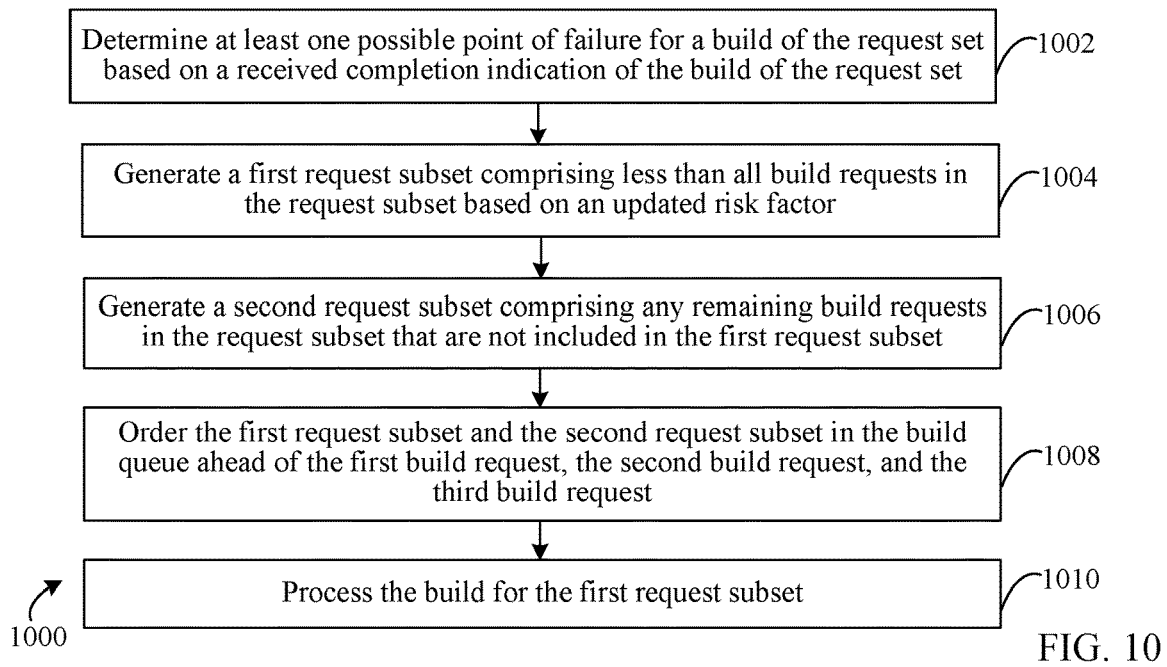 Determine at least one possible point of failure for a build of the request set
based on a received completion indication of the build of the request set
1002
Generate a first request subset comprising less than all build requests in
the request subset based on an updated risk factor
1004
Generate a second request subset comprising any remaining build requests
in the request subset that are not included in the first request subset
1006
Order the first request subset and the second request subset in the build
queue ahead of the first build request, the second build request, and the
third build request
1008
Process the build for the first request subset
1010
1000
FIG. 10